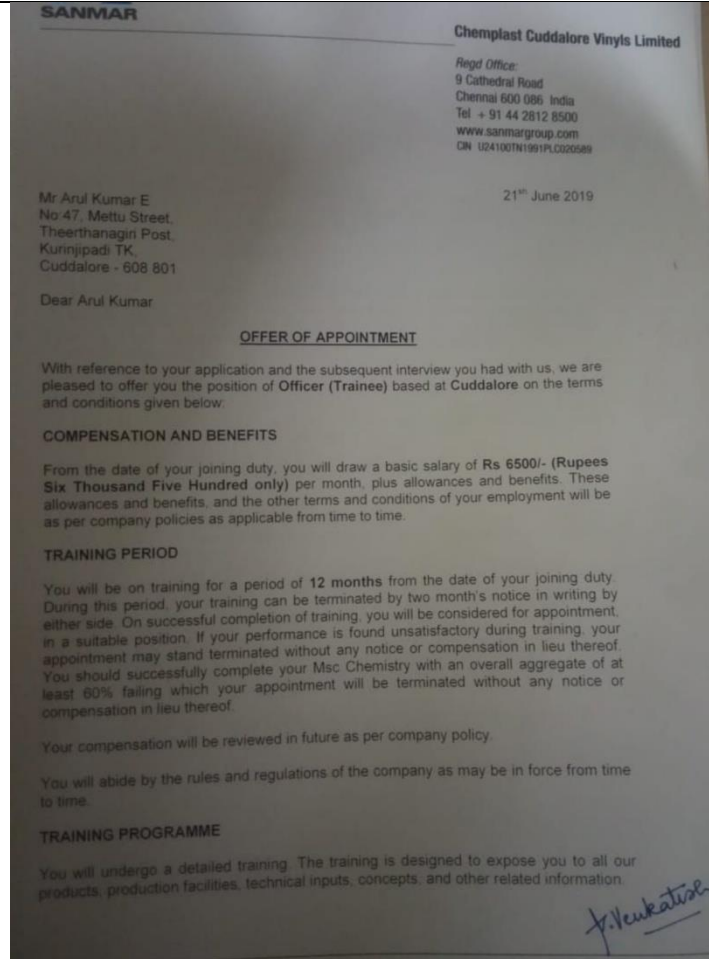 SANMAR
Chemplast Cuddalore Vinyls Limited
Regd Office:
9 Cathedral Road
Chennai 600 086 India
Tel + 91 44 2812 8500
www.sanmargroup.com
CIN U24100TN1991PLC020589
21st June 2019
Mr Arul Kumar E
No:47, Mettu Street,
Theerthanagiri Post,
Kurinjipadi TK,
Cuddalore - 608 801
Dear Arul Kumar
OFFER OF APPOINTMENT
With reference to your application and the subsequent interview you had with us, we are
pleased to offer you the position of Officer (Trainee) based at Cuddalore on the terms
and conditions given below:
COMPENSATION AND BENEFITS
From the date of your joining duty, you will draw a basic salary of Rs 6500/- (Rupees
Six Thousand Five Hundred only) per month, plus allowances and benefits. These
allowances and benefits, and the other terms and conditions of your employment will be
as per company policies as applicable from time to time.
TRAINING PERIOD
You will be on training for a period of 12 months from the date of your joining duty.
During this period, your training can be terminated by two month's notice in writing by
either side. On successful completion of training, you will be considered for appointment,
in a suitable position. If your performance is found unsatisfactory during training, your
appointment may stand terminated without any notice or compensation in lieu thereof.
You should successfully complete your Msc Chemistry with an overall aggregate of at
least 60% failing which your appointment will be terminated without any notice or
compensation in lieu thereof.
Your compensation will be reviewed in future as per company policy.
You will abide by the rules and regulations of the company as may be in force from time
to time.
TRAINING PROGRAMME
You will undergo a detailed training. The training is designed to expose you to all our
products, production facilities, technical inputs, concepts, and other related information.